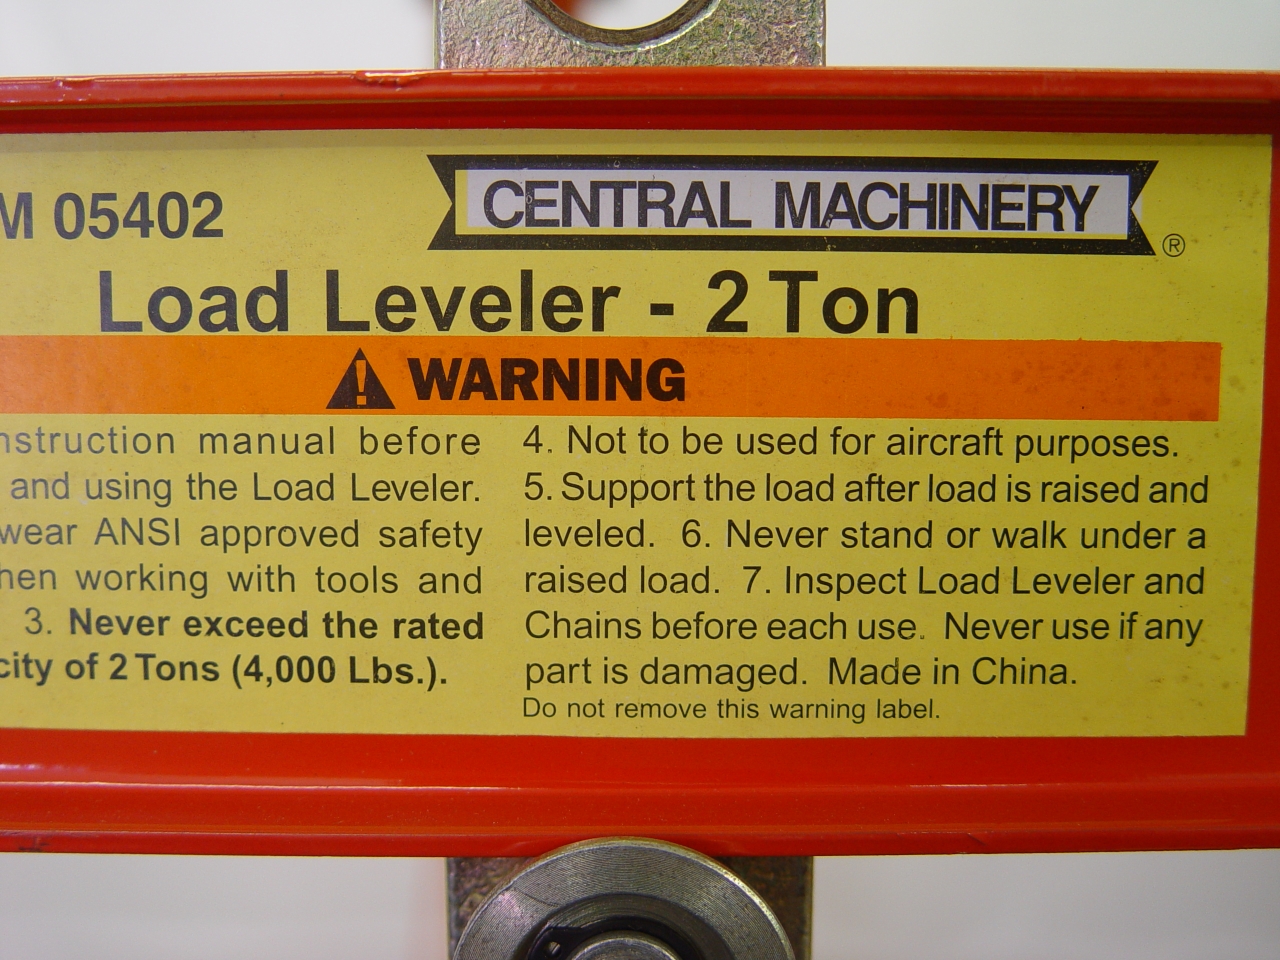 M 05402
CENTRAL MACHINERY ®
Load Leveler - 2 Ton
WARNING
nstruction manual before
and using the Load Leveler.
wear ANSI approved safety
hen working with tools and
3. Never exceed the rated
city of 2 Tons (4,000 Lbs.).
4. Not to be used for aircraft purposes.
5. Support the load after load is raised and
leveled. 6. Never stand or walk under a
raised load. 7. Inspect Load Leveler and
Chains before each use. Never use if any
part is damaged. Made in China.
Do not remove this warning label.